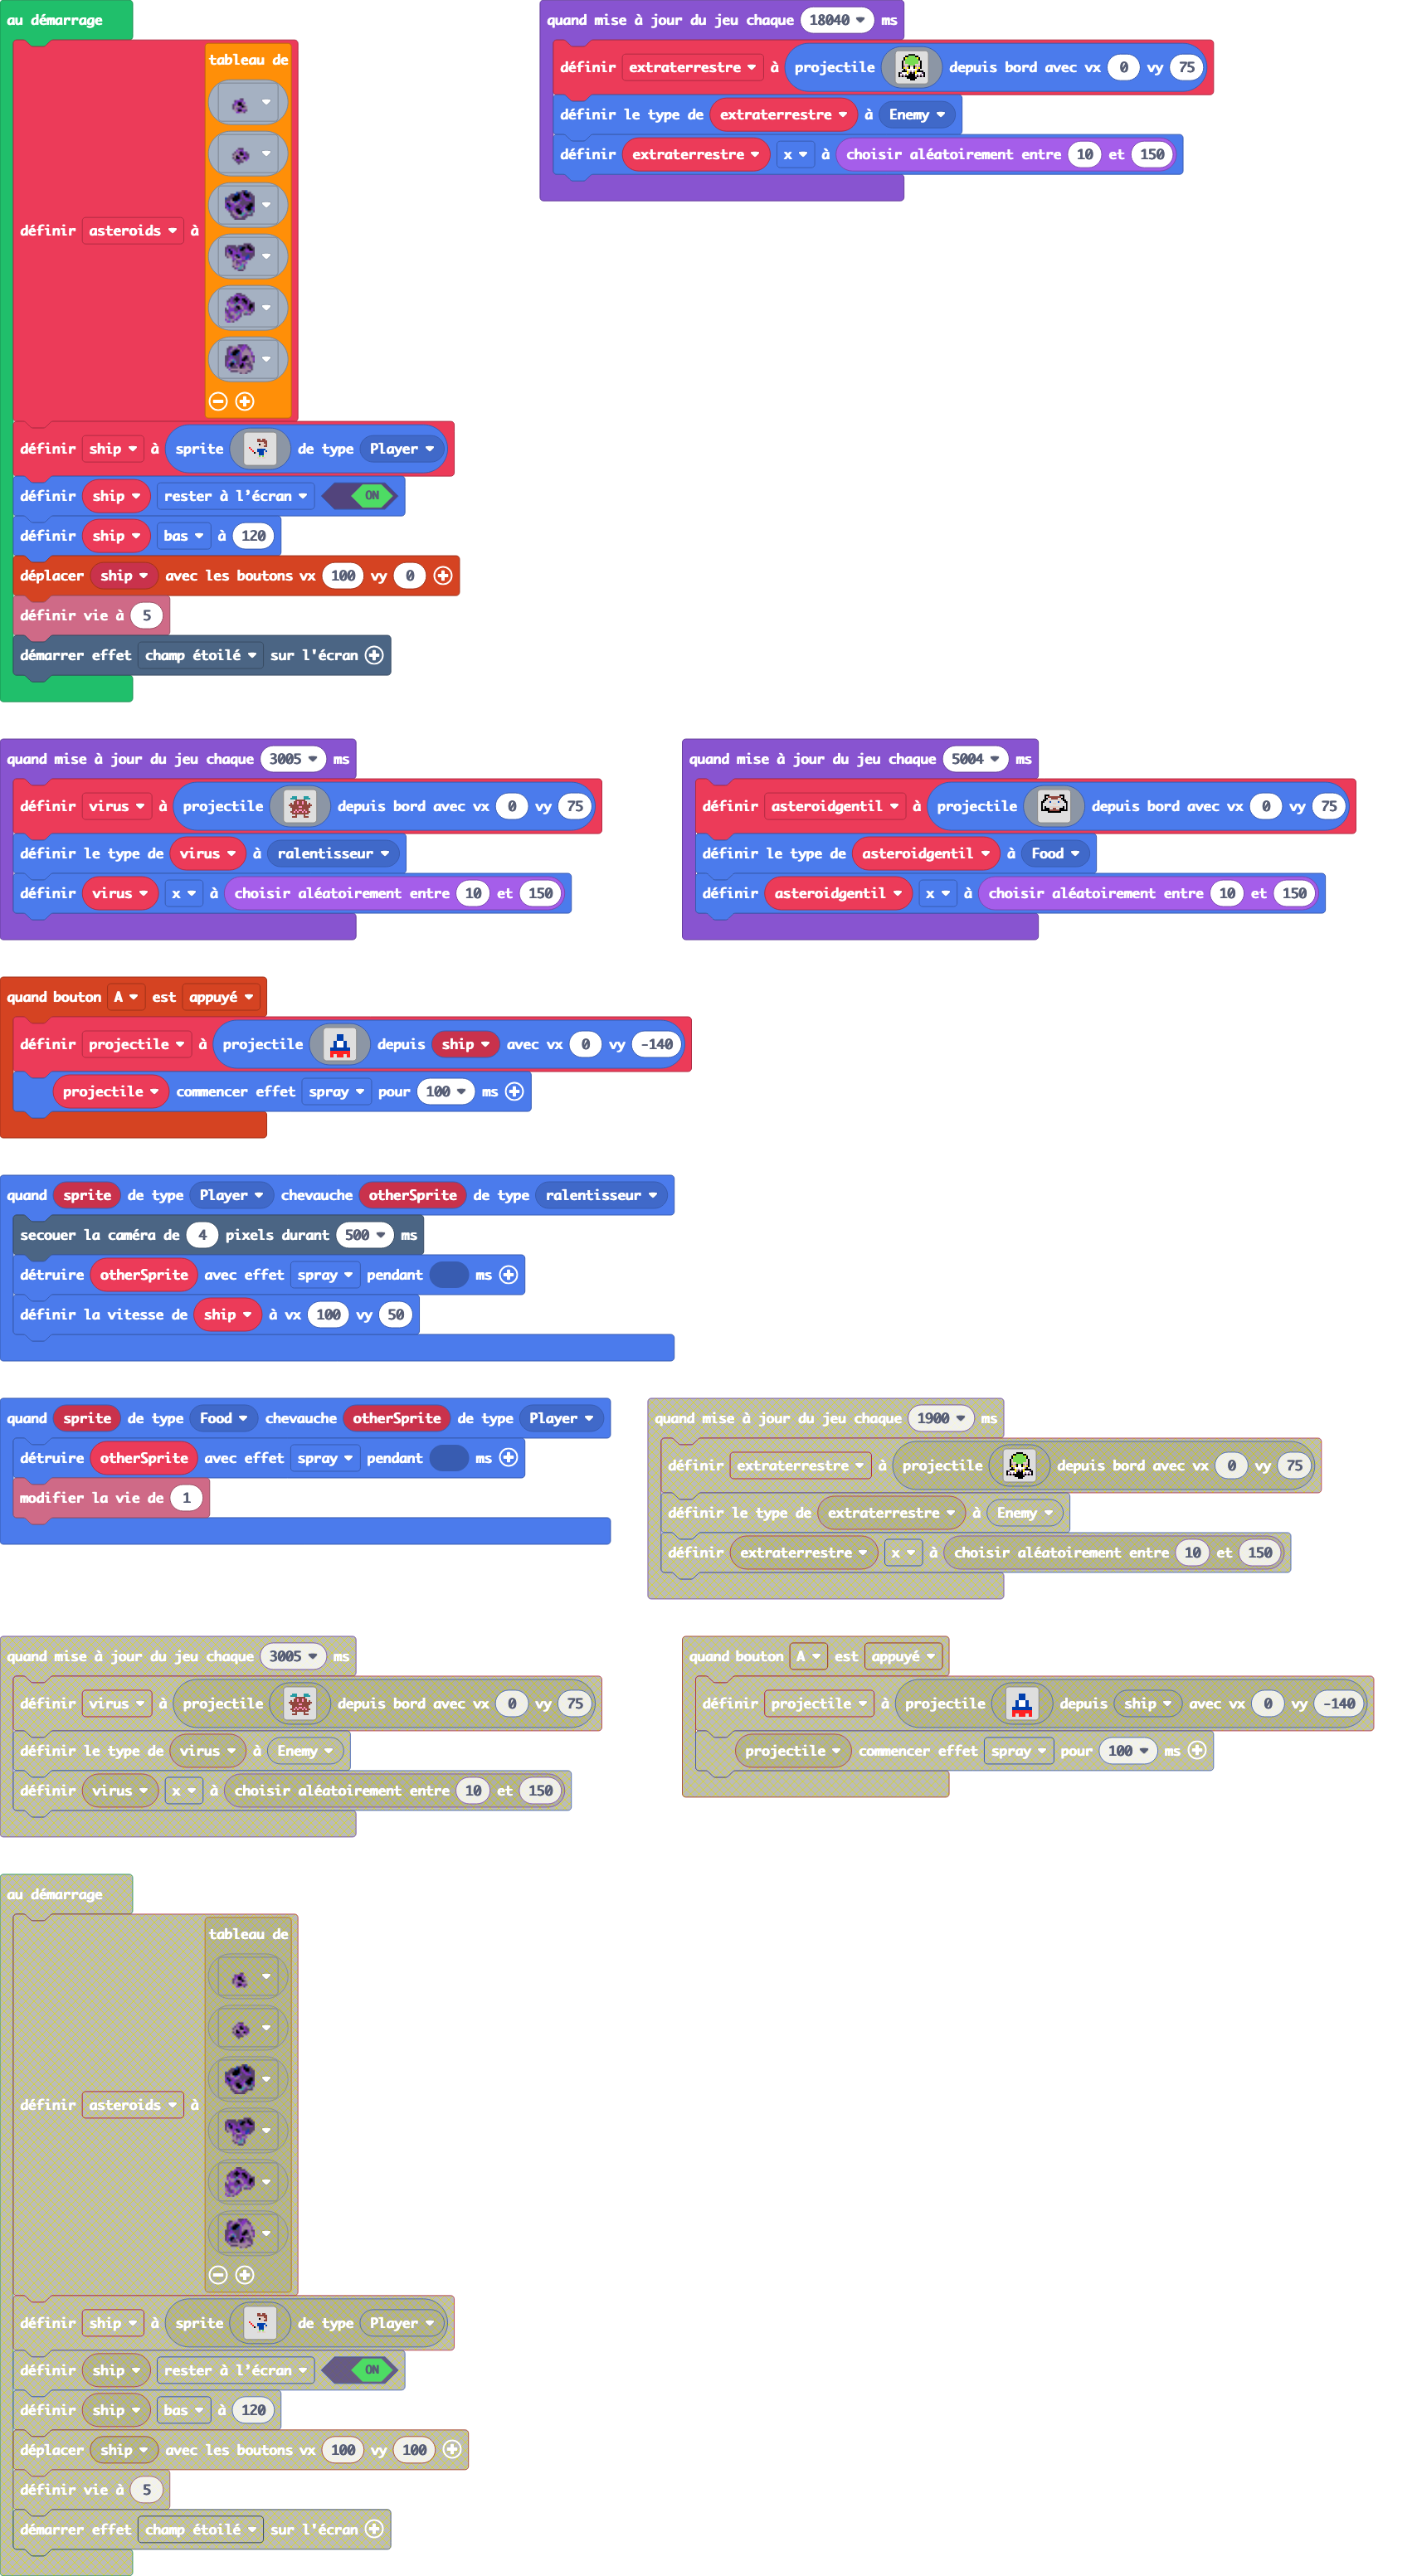 au démarrage
tableau de
définir asteroids à
définir ship à sprite de type Player
définir ship rester à l'écran ON
définir ship bas à 120
déplacer ship avec les boutons vx 100 vy 0
définir vie à 5
démarrer effet champ étoilé sur l'écran
quand mise à jour du jeu chaque 18040 ms
définir extraterrestre à projectile depuis bord avec vx 0 vy 75
définir le type de extraterrestre à Enemy
définir extraterrestre x à choisir aléatoirement entre 10 et 150
quand mise à jour du jeu chaque 3005 ms
définir virus à projectile depuis bord avec vx 0 vy 75
définir le type de virus à ralentisseur
définir virus x à choisir aléatoirement entre 10 et 150
quand mise à jour du jeu chaque 5004 ms
définir asteroidgentil à projectile depuis bord avec vx 0 vy 75
définir le type de asteroidgentil à Food
définir asteroidgentil x à choisir aléatoirement entre 10 et 150
quand bouton A est appuyé
définir projectile à projectile depuis ship avec vx 0 vy -140
projectile commencer effet spray pour 100 ms
quand sprite de type Player chevauche otherSprite de type ralentisseur
secouer la caméra de 4 pixels durant 500 ms
détruire otherSprite avec effet spray pendant ms
définir la vitesse de ship à vx 100 vy 50
quand sprite de type Food chevauche otherSprite de type Player
détruire otherSprite avec effet spray pendant ms
modifier la vie de 1
quand mise à jour du jeu chaque 1900 ms
définir extraterrestre à projectile depuis bord avec vx 0 vy 75
définir le type de extraterrestre à Enemy
définir extraterrestre x à choisir aléatoirement entre 10 et 150
quand mise à jour du jeu chaque 3005 ms
définir virus à projectile depuis bord avec vx 0 vy 75
définir le type de virus à Enemy
définir virus x à choisir aléatoirement entre 10 et 150
quand bouton A est appuyé
définir projectile à projectile depuis ship avec vx 0 vy -140
projectile commencer effet spray pour 100 ms
au démarrage
tableau de
définir asteroids à
définir ship à sprite de type Player
définir ship rester à l'écran ON
définir ship bas à 120
déplacer ship avec les boutons vx 100 vy 100
définir vie à 5
démarrer effet champ étoilé sur l'écran